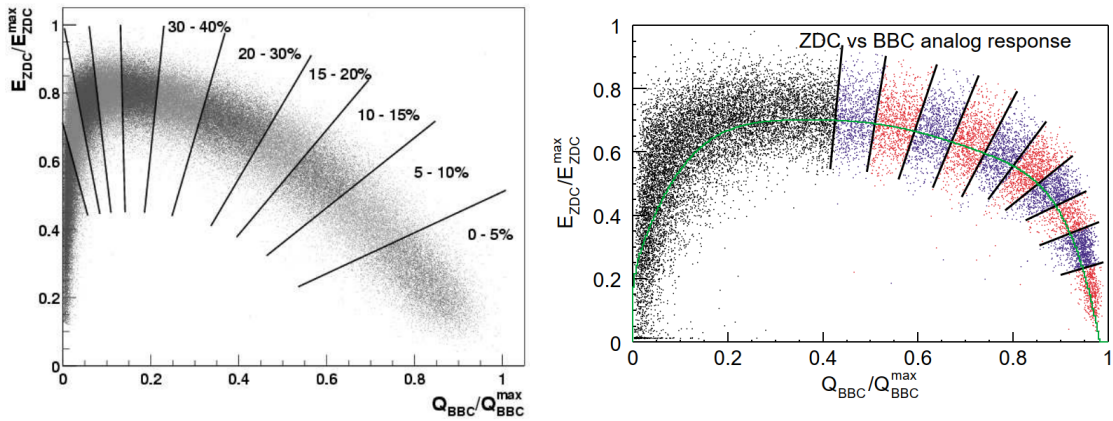 E_ZDC/E_ZDC^max
1
0.8
0.6
0.4
0.2
0
30 - 40%
20 - 30%
15 - 20%
10 - 15%
5 - 10%
0 - 5%
0 0.2 0.4 0.6 0.8 1
Q_BBC/Q_BBC^max
ZDC vs BBC analog response
E_ZDC/E_ZDC^max
1
0.8
0.6
0.4
0.2
0
0 0.2 0.4 0.6 0.8 1
Q_BBC/Q_BBC^max